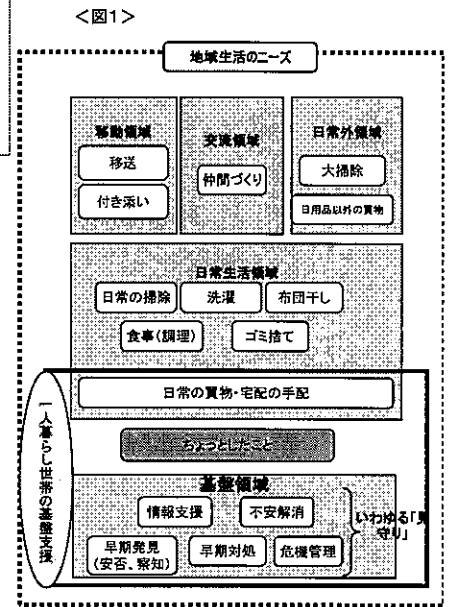 <図1>
地域生活のニーズ
移動領域
移送
付き添い
交流領域
仲間づくり
日常外領域
大掃除
日用品以外の買物
日常生活領域
日常の掃除
洗濯
布団干し
食事(調理)
ゴミ捨て
日常の買物・宅配の手配
ちょっとしたこと
一人暮らし世帯の基盤支援
基盤領域
情報支援
不安解消
早期発見
(安否、察知)
早期対処
危機管理
いわゆる「見
守り」